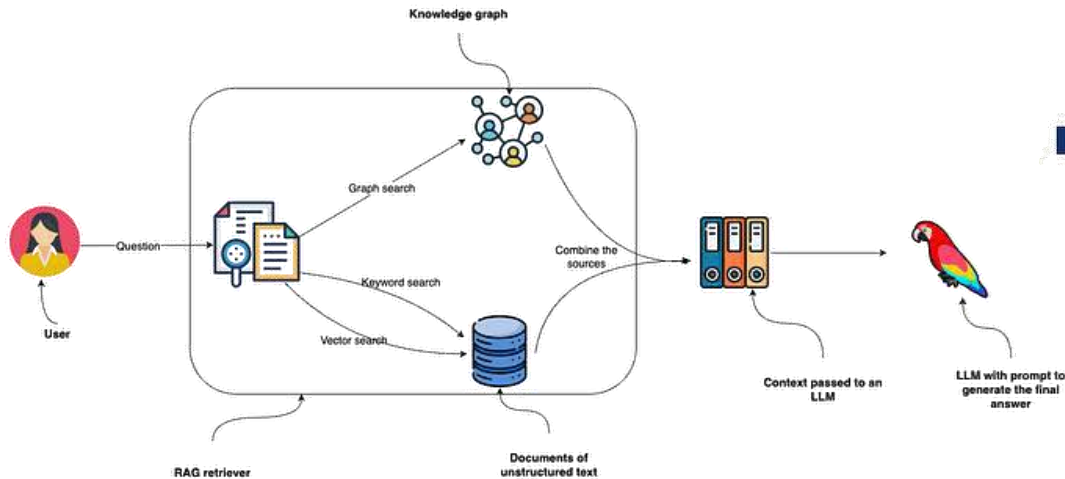 Knowledge graph
Graph search
Question
Combine the
sources
Keyword search
User
Vector search
Context passed to an
LLM
LLM with prompt to
generate the final
answer
RAG retriever
Documents of
unstructured text